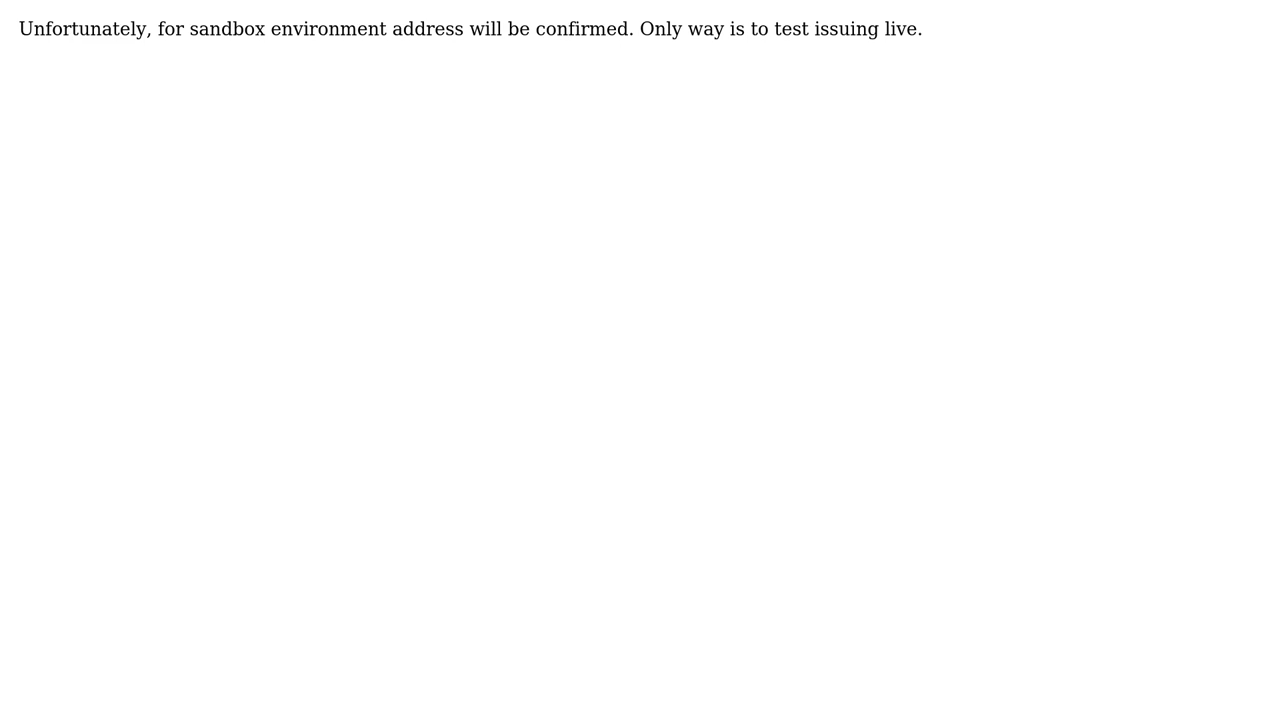 Unfortunately, for sandbox environment address will be confirmed. Only way is to test issuing live.